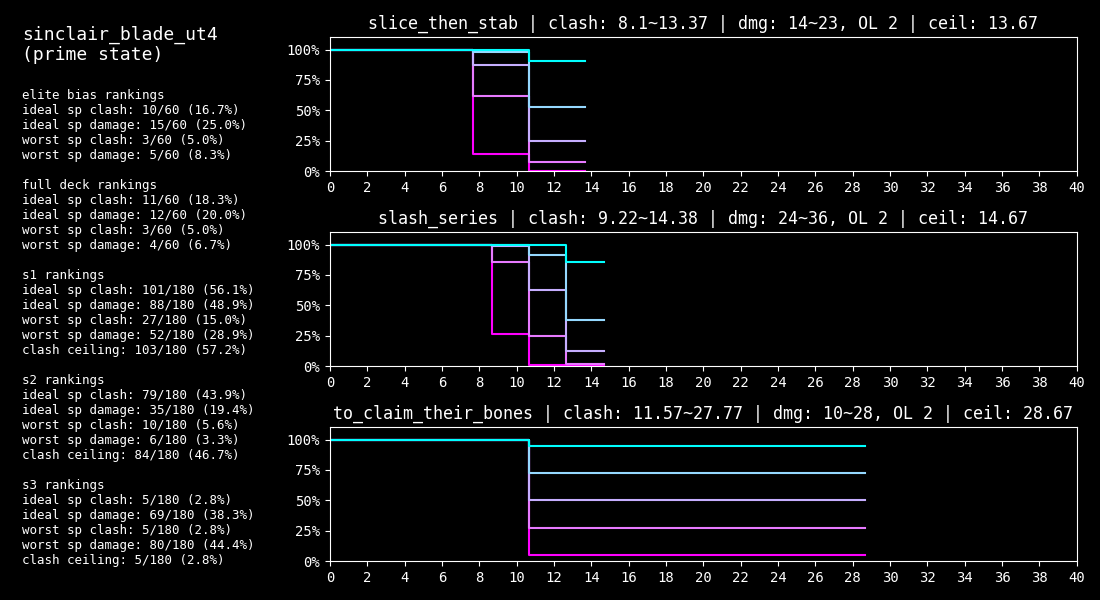 sinclair_blade_ut4
(prime state)
elite bias rankings
ideal sp clash: 10/60 (16.7%)
ideal sp damage: 15/60 (25.0%)
worst sp clash: 3/60 (5.0%)
worst sp damage: 5/60 (8.3%)
full deck rankings
ideal sp clash: 11/60 (18.3%)
ideal sp damage: 12/60 (20.0%)
worst sp clash: 3/60 (5.0%)
worst sp damage: 4/60 (6.7%)
s1 rankings
ideal sp clash: 101/180 (56.1%)
ideal sp damage: 88/180 (48.9%)
worst sp clash: 27/180 (15.0%)
worst sp damage: 52/180 (28.9%)
clash ceiling: 103/180 (57.2%)
s2 rankings
ideal sp clash: 79/180 (43.9%)
ideal sp damage: 35/180 (19.4%)
worst sp clash: 10/180 (5.6%)
worst sp damage: 6/180 (3.3%)
clash ceiling: 84/180 (46.7%)
s3 rankings
ideal sp clash: 5/180 (2.8%)
ideal sp damage: 69/180 (38.3%)
worst sp clash: 5/180 (2.8%)
worst sp damage: 80/180 (44.4%)
clash ceiling: 5/180 (2.8%)
slice_then_stab | clash: 8.1~13.37 | dmg: 14~23, OL 2 | ceil: 13.67
100%
75%
50%
25%
0%
0 2 4 6 8 10 12 14 16 18 20 22 24 26 28 30 32 34 36 38 40
slash_series | clash: 9.22~14.38 | dmg: 24~36, OL 2 | ceil: 14.67
100%
75%
50%
25%
0%
0 2 4 6 8 10 12 14 16 18 20 22 24 26 28 30 32 34 36 38 40
to_claim_their_bones | clash: 11.57~27.77 | dmg: 10~28, OL 2 | ceil: 28.67
100%
75%
50%
25%
0%
0 2 4 6 8 10 12 14 16 18 20 22 24 26 28 30 32 34 36 38 40